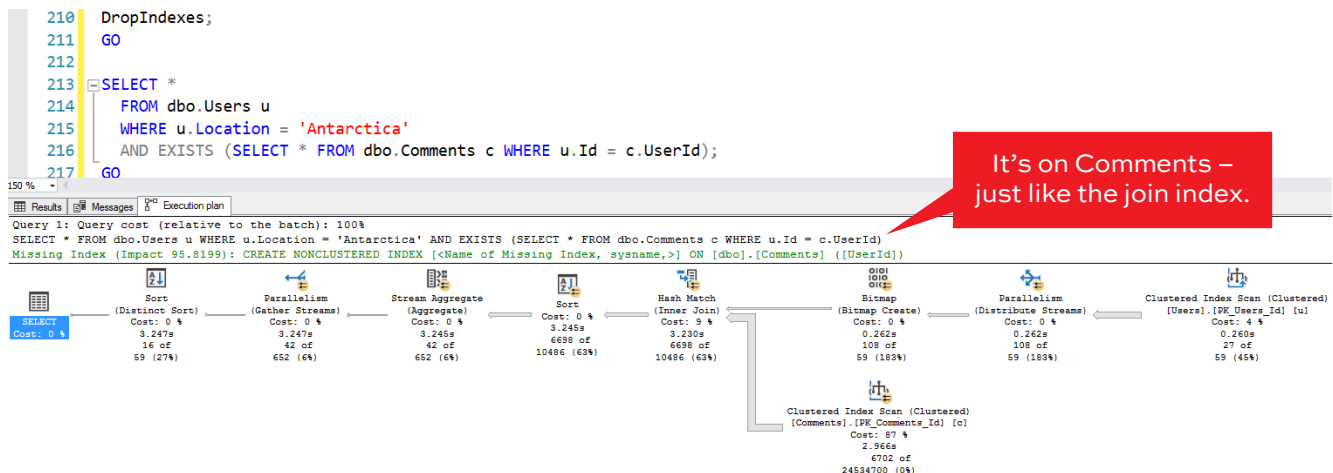 210 DropIndexes;
211 GO
212
213 SELECT *
214 FROM dbo.Users u
215 WHERE u.Location = 'Antarctica'
216 AND EXISTS (SELECT * FROM dbo.Comments c WHERE u.Id = c.UserId);
217 GO
It's on Comments –
just like the join index.
150 %
Results Messages Execution plan
Query 1: Query cost (relative to the batch): 100%
SELECT * FROM dbo.Users u WHERE u.Location = 'Antarctica' AND EXISTS (SELECT * FROM dbo.Comments c WHERE u.Id = c.UserId)
Missing Index (Impact 95.8199): CREATE NONCLUSTERED INDEX [<Name of Missing Index, sysname,>] ON [dbo].[Comments] ([UserId])
SELECT
Cost: 0 %
Sort
(Distinct Sort)
Cost: 0 %
3.247s
16 of
59 (27%)
Parallelism
(Gather Streams)
Cost: 0 %
3.247s
42 of
652 (6%)
Stream Aggregate
(Aggregate)
Cost: 0 %
3.245s
42 of
652 (6%)
Sort
Cost: 0 %
3.245s
6698 of
10486 (63%)
Hash Match
(Inner Join)
Cost: 9 %
3.230s
6698 of
10486 (63%)
Bitmap
(Bitmap Create)
Cost: 0 %
0.262s
108 of
59 (183%)
Parallelism
(Distribute Streams)
Cost: 0 %
0.262s
108 of
59 (183%)
Clustered Index Scan (Clustered)
[Users].[PK_Users_Id] [u]
Cost: 4 %
0.260s
27 of
59 (45%)
Clustered Index Scan (Clustered)
[Comments].[PK_Comments_Id] [c]
Cost: 87 %
2.966s
6702 of
24534700 (0%)